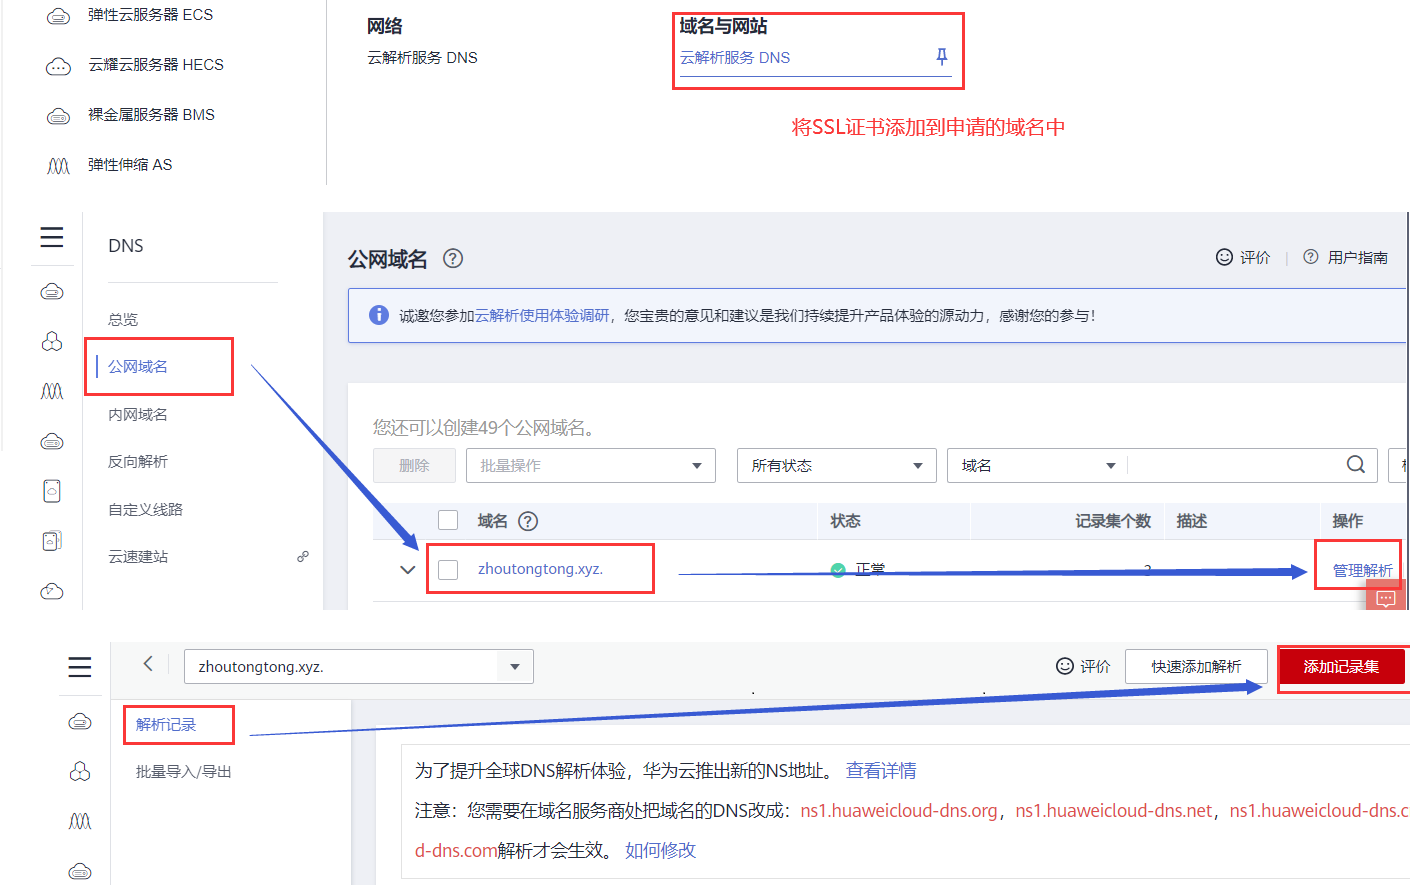 弹性云服务器 ECS
云耀云服务器 HECS
裸金属服务器 BMS
弹性伸缩 AS
网络
云解析服务 DNS
域名与网站
云解析服务 DNS
将SSL证书添加到申请的域名中
DNS
总览
公网域名
内网域名
反向解析
自定义线路
云速建站
公网域名
评价
用户指南
诚邀您参加云解析使用体验调研，您宝贵的意见和建议是我们持续提升产品体验的源动力，感谢您的参与！
您还可以创建49个公网域名。
删除 批量操作 所有状态 域名
域名 状态 记录集个数 描述 操作
zhoutongtong.xyz. 正常 2 管理解析
zhoutongtong.xyz. 评价 快速添加解析 添加记录集
解析记录
批量导入/导出
为了提升全球DNS解析体验，华为云推出新的NS地址。 查看详情
注意：您需要在域名服务商处把域名的DNS改成：ns1.huaweicloud-dns.org，ns1.huaweicloud-dns.net，ns1.huaweicloud-dns.c
d-dns.com解析才会生效。 如何修改